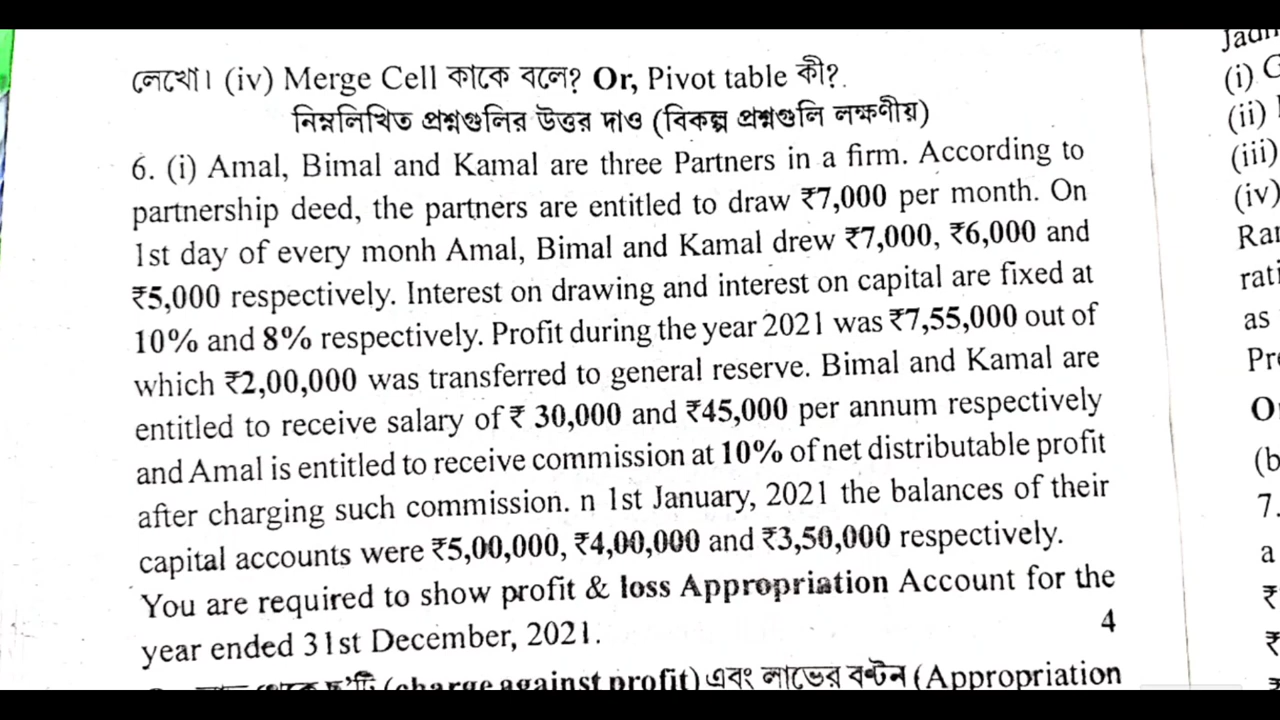 লেখো। (iv) Merge Cell কাকে বলে? Or, Pivot table কী?.
নিম্নলিখিত প্রশ্নগুলির উত্তর দাও (বিকল্প প্রশ্নগুলি লক্ষণীয়)
6. (i) Amal, Bimal and Kamal are three Partners in a firm. According to
partnership deed, the partners are entitled to draw ₹7,000 per month. On
1st day of every monh Amal, Bimal and Kamal drew ₹7,000, ₹6,000 and
₹5,000 respectively. Interest on drawing and interest on capital are fixed at
10% and 8% respectively. Profit during the year 2021 was ₹7,55,000 out of
which ₹2,00,000 was transferred to general reserve. Bimal and Kamal are
entitled to receive salary of ₹ 30,000 and ₹45,000 per annum respectively
and Amal is entitled to receive commission at 10% of net distributable profit
after charging such commission. n 1st January, 2021 the balances of their
capital accounts were ₹5,00,000, ₹4,00,000 and ₹3,50,000 respectively.
You are required to show profit & loss Appropriation Account for the
year ended 31st December, 2021.
4
(charge against profit) এবং লাভের বণ্টন (Appropriation
(i) G
(ii)
(iii)
(iv)
rati
as
(b
7.
a
₹
₹